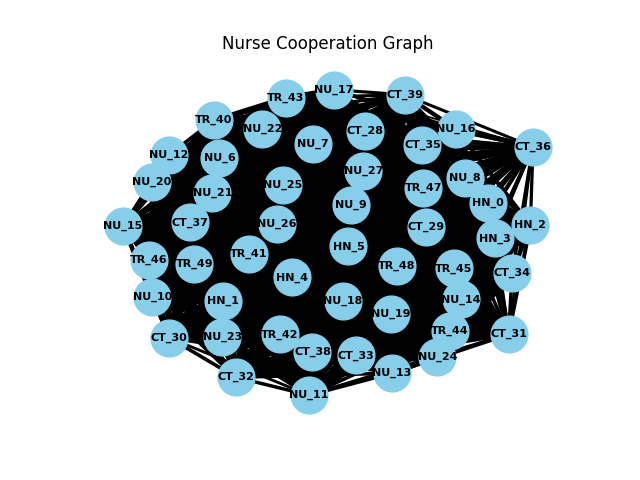 Nurse Cooperation Graph
NU_17
TR_43
CT_39
TR_40
NU_22
CT_28
NU_16
NU_7
CT_35
CT_36
NU_12
NU_6
NU_27
NU_8
NU_20
NU_21
NU_25
TR_47
HN_0
NU_9
CT_37
NU_15
NU_26
CT_29
HN_2
HN_3
HN_5
TR_41
TR_46
TR_49
TR_48
TR_45
CT_34
HN_4
NU_10
HN_1
NU_18
NU_14
NU_19
CT_30
NU_23
TR_42
TR_44
CT_31
CT_38
CT_33
NU_24
CT_32
NU_13
NU_11